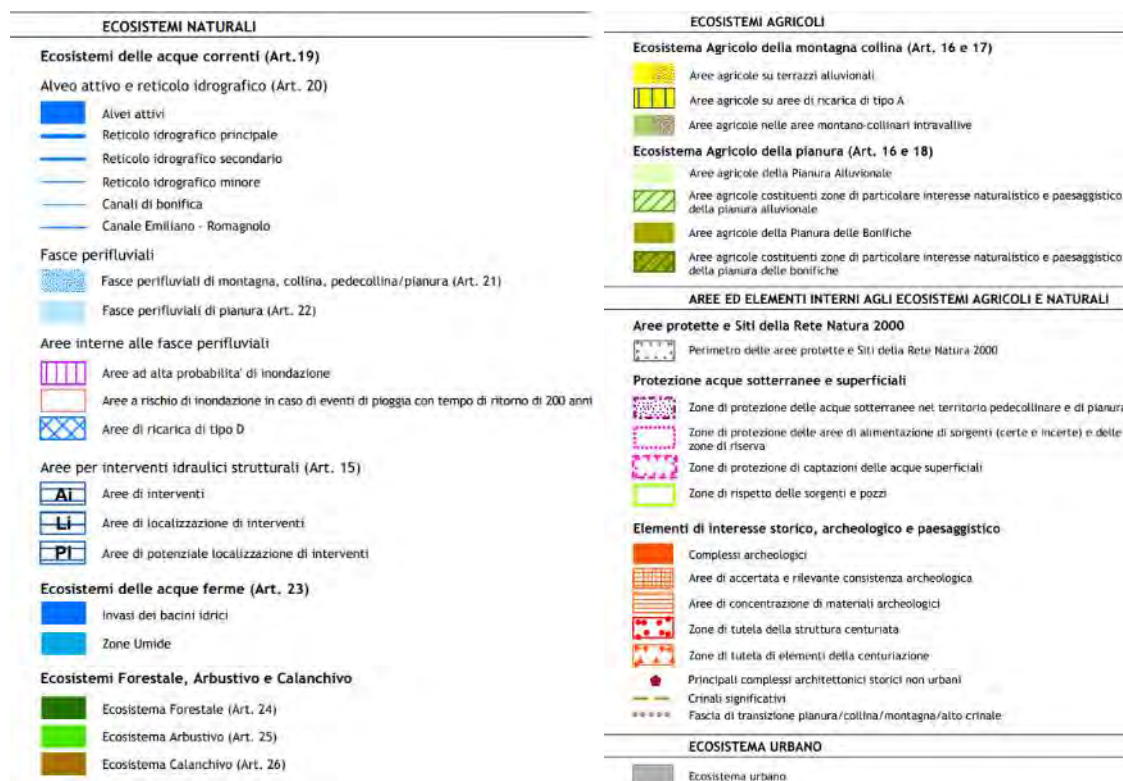 ECOSISTEMI NATURALI
Ecosistemi delle acque correnti (Art.19)
Alveo attivo e reticolo idrografico (Art. 20)
Alvei attivi
Reticolo idrografico principale
Reticolo idrografico secondario
Reticolo idrografico minore
Canali di bonifica
Canale Emiliano - Romagnolo
Fasce perifluviali
Fasce perifluviali di montagna, collina, pedecollina/pianura (Art. 21)
Fasce perifluviali di pianura (Art. 22)
Aree interne alle fasce perifluviali
Aree ad alta probabilita' di inondazione
Aree a rischio di inondazione in caso di eventi di pioggia con tempo di ritorno di 200 anni
Aree di ricarica di tipo D
Aree per interventi idraulici strutturali (Art. 15)
Ai Aree di interventi
Li Aree di localizzazione di interventi
Pl Aree di potenziale localizzazione di interventi
Ecosistemi delle acque ferme (Art. 23)
Invasi dei bacini idrici
Zone Umide
Ecosistemi Forestale, Arbustivo e Calanchivo
Ecosistema Forestale (Art. 24)
Ecosistema Arbustivo (Art. 25)
Ecosistema Calanchivo (Art. 26)
ECOSISTEMI AGRICOLI
Ecosistema Agricolo della montagna collina (Art. 16 e 17)
Aree agricole su terrazzi alluvionali
Aree agricole su aree di ricarica di tipo A
Aree agricole nelle aree montano-collinari intravallive
Ecosistema Agricolo della pianura (Art. 16 e 18)
Aree agricole della Pianura Alluvionale
Aree agricole costituenti zone di particolare interesse naturalistico e paesaggistico
della pianura alluvionale
Aree agricole della Pianura delle Bonifiche
Aree agricole costituenti zone di particolare interesse naturalistico e paesaggistico
della pianura delle bonifiche
AREE ED ELEMENTI INTERNI AGLI ECOSISTEMI AGRICOLI E NATURALI
Aree protette e Siti della Rete Natura 2000
Perimetro delle aree protette e Siti della Rete Natura 2000
Protezione acque sotterranee e superficiali
Zone di protezione delle acque sotterranee nel territorio pedecollinare e di pianura
Zone di protezione delle aree di alimentazione di sorgenti (certe e incerte) e delle
zone di riserva
Zone di protezione di captazioni delle acque superficiali
Zone di rispetto delle sorgenti e pozzi
Elementi di interesse storico, archeologico e paesaggistico
Complessi archeologici
Aree di accertata e rilevante consistenza archeologica
Aree di concentrazione di materiali archeologici
Zone di tutela della struttura centuriata
Zone di tutela di elementi della centuriazione
Principali complessi architettonici storici non urbani
Crinali significativi
Fascia di transizione pianura/collina/montagna/alto crinale
ECOSISTEMA URBANO
Ecosistema urbano